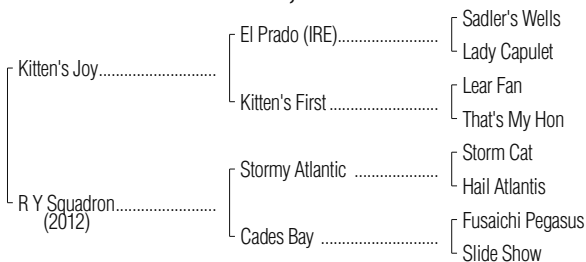 Sadler's Wells
El Prado (IRE)
Lady Capulet
Kitten's Joy
Lear Fan
Kitten's First
That's My Hon
Storm Cat
Stormy Atlantic
Hail Atlantis
R Y Squadron
(2012)
Fusaichi Pegasus
Cades Bay
Slide Show